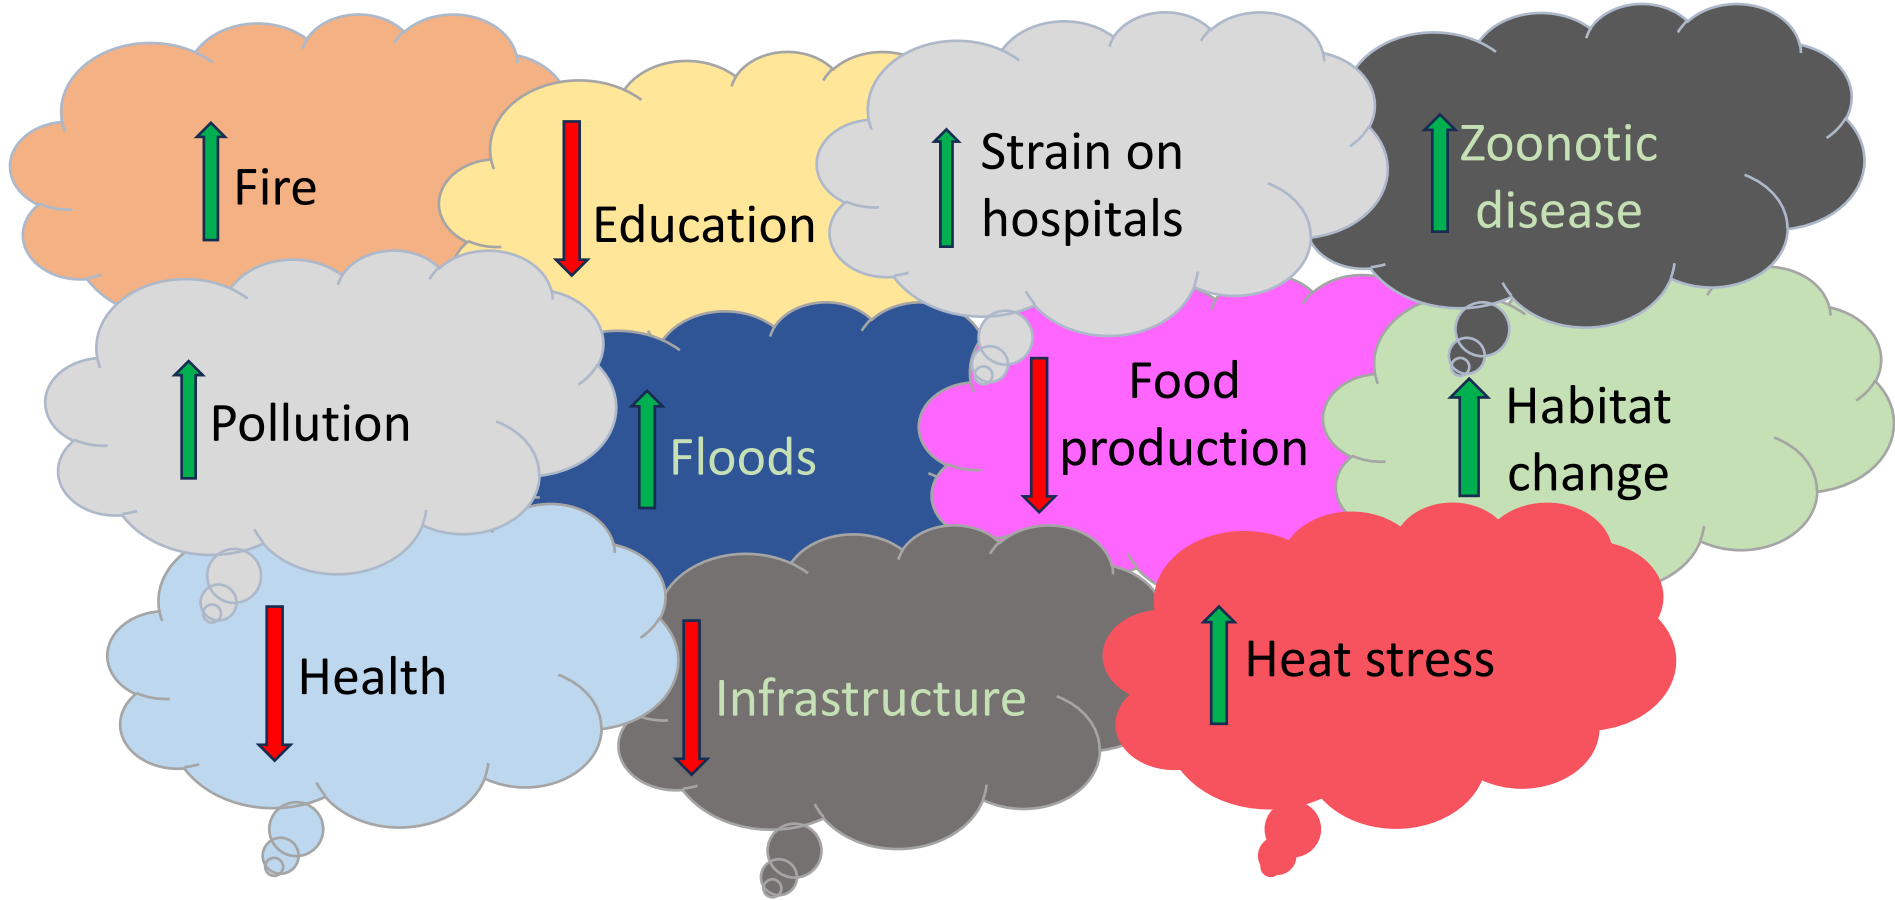 Fire
Education
Strain on
hospitals
Zoonotic
disease
Pollution
Floods
Food
production
Habitat
change
Health
Infrastructure
Heat stress